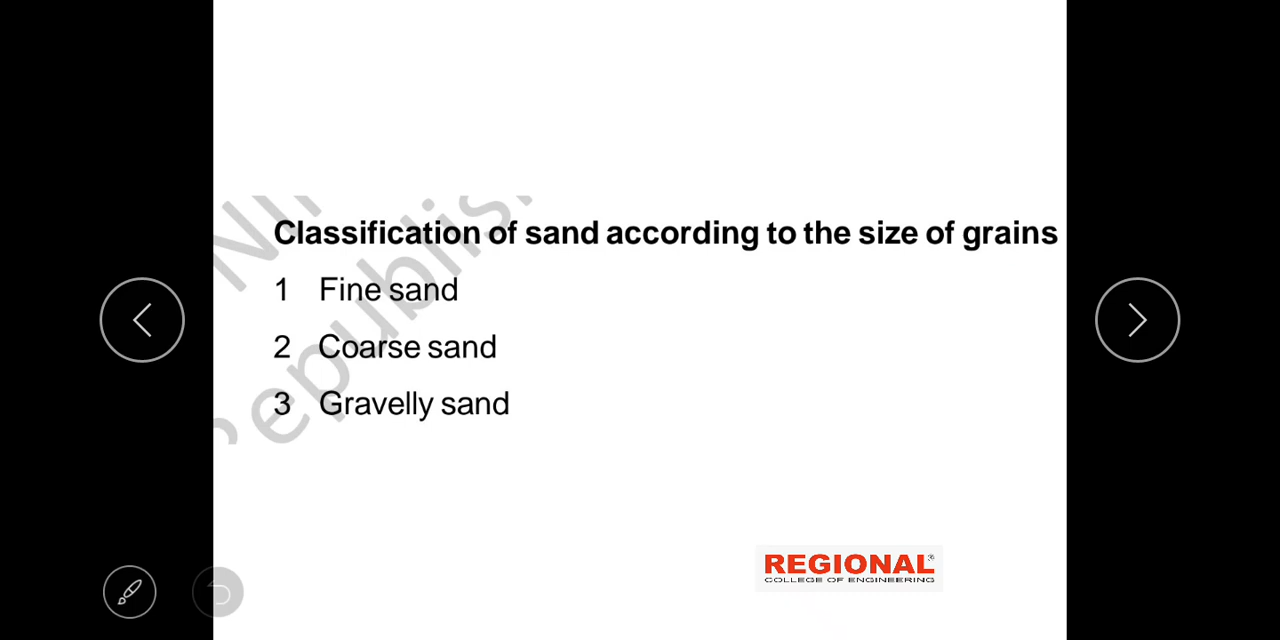 Classification of sand according to the size of grains
1 Fine sand
2 Coarse sand
3 Gravelly sand
REGIONAL
COLLEGE OF ENGINEERING